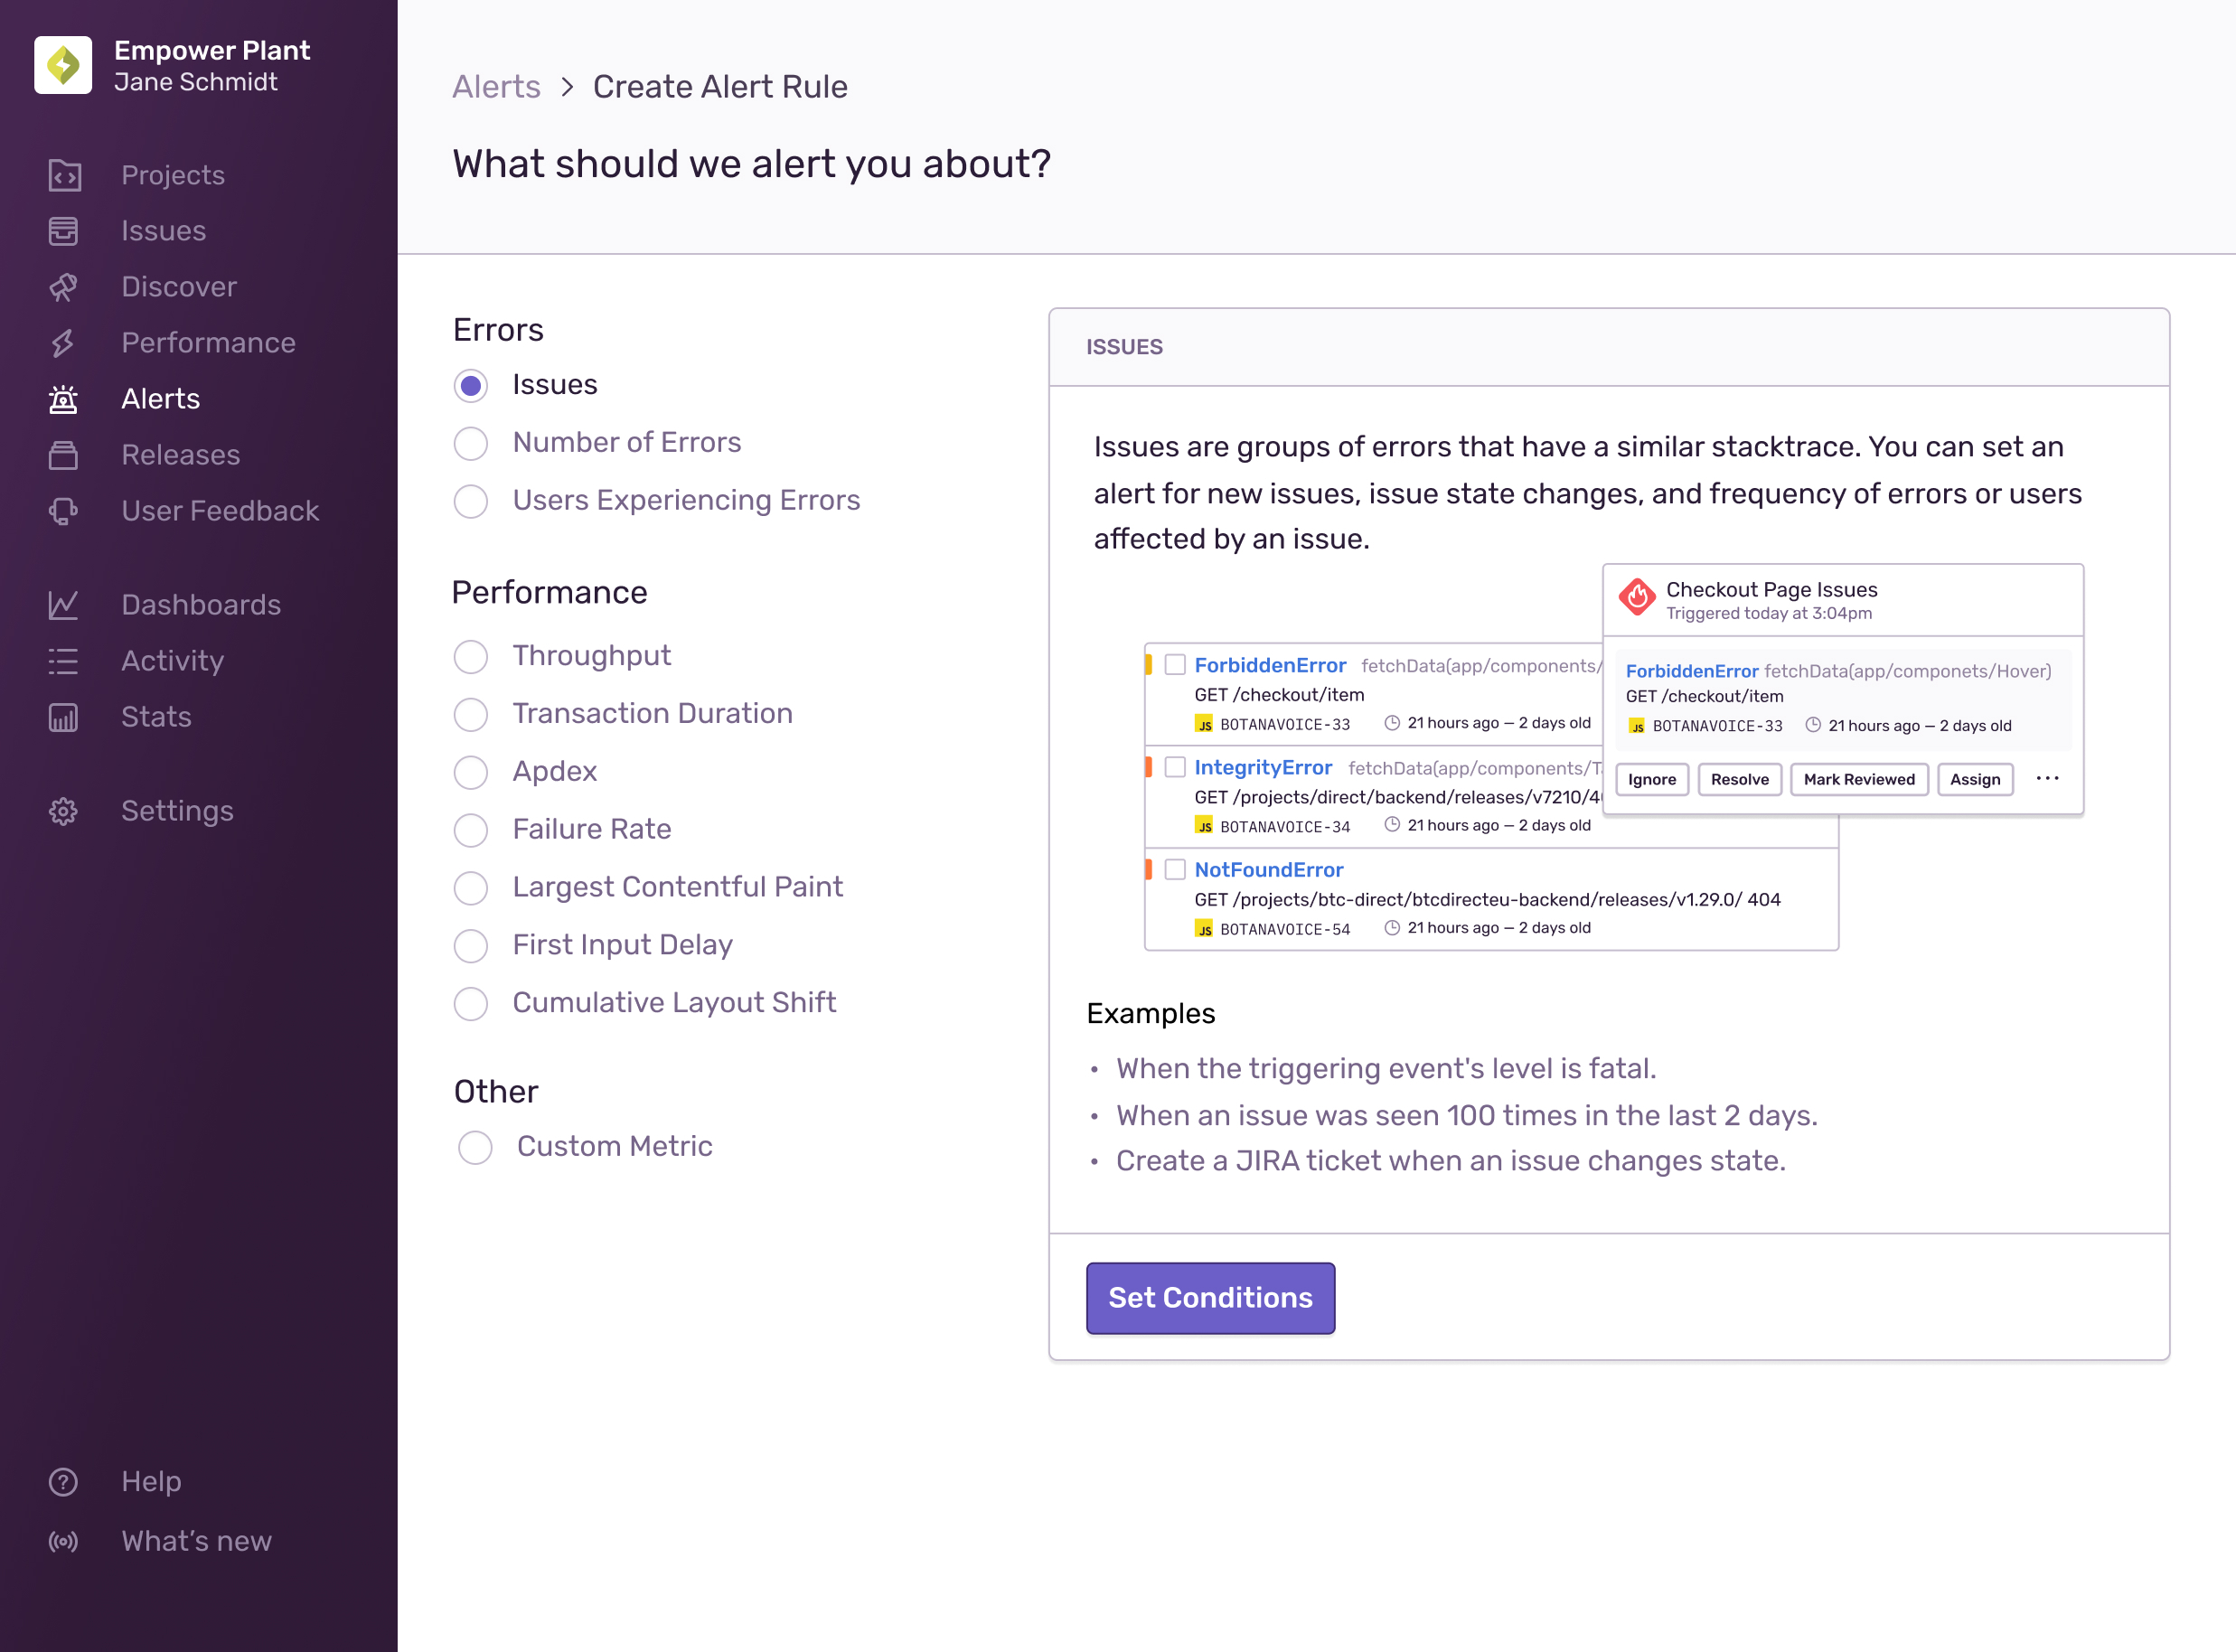 Empower Plant
Jane Schmidt
Projects
Issues
Discover
Performance
Alerts
Releases
User Feedback
Dashboards
Activity
Stats
Settings
Help
What's new
Alerts > Create Alert Rule
What should we alert you about?
Errors
Issues
Number of Errors
Users Experiencing Errors
Performance
Throughput
Transaction Duration
Apdex
Failure Rate
Largest Contentful Paint
First Input Delay
Cumulative Layout Shift
Other
Custom Metric
ISSUES
Issues are groups of errors that have a similar stacktrace. You can set an
alert for new issues, issue state changes, and frequency of errors or users
affected by an issue.
ForbiddenError fetchData(app/components/
GET /checkout/item
JS BOTANAVOICE-33 21 hours ago — 2 days old
IntegrityError fetchData(app/components/T
GET /projects/direct/backend/releases/v7210/4
JS BOTANAVOICE-34 21 hours ago — 2 days old
NotFoundError
GET /projects/btc-direct/btcdirecteu-backend/releases/v1.29.0/ 404
JS BOTANAVOICE-54 21 hours ago — 2 days old
Checkout Page Issues
Triggered today at 3:04pm
ForbiddenError fetchData(app/componets/Hover)
GET /checkout/item
JS BOTANAVOICE-33 21 hours ago — 2 days old
Ignore Resolve Mark Reviewed Assign ...
Examples
• When the triggering event's level is fatal.
• When an issue was seen 100 times in the last 2 days.
• Create a JIRA ticket when an issue changes state.
Set Conditions